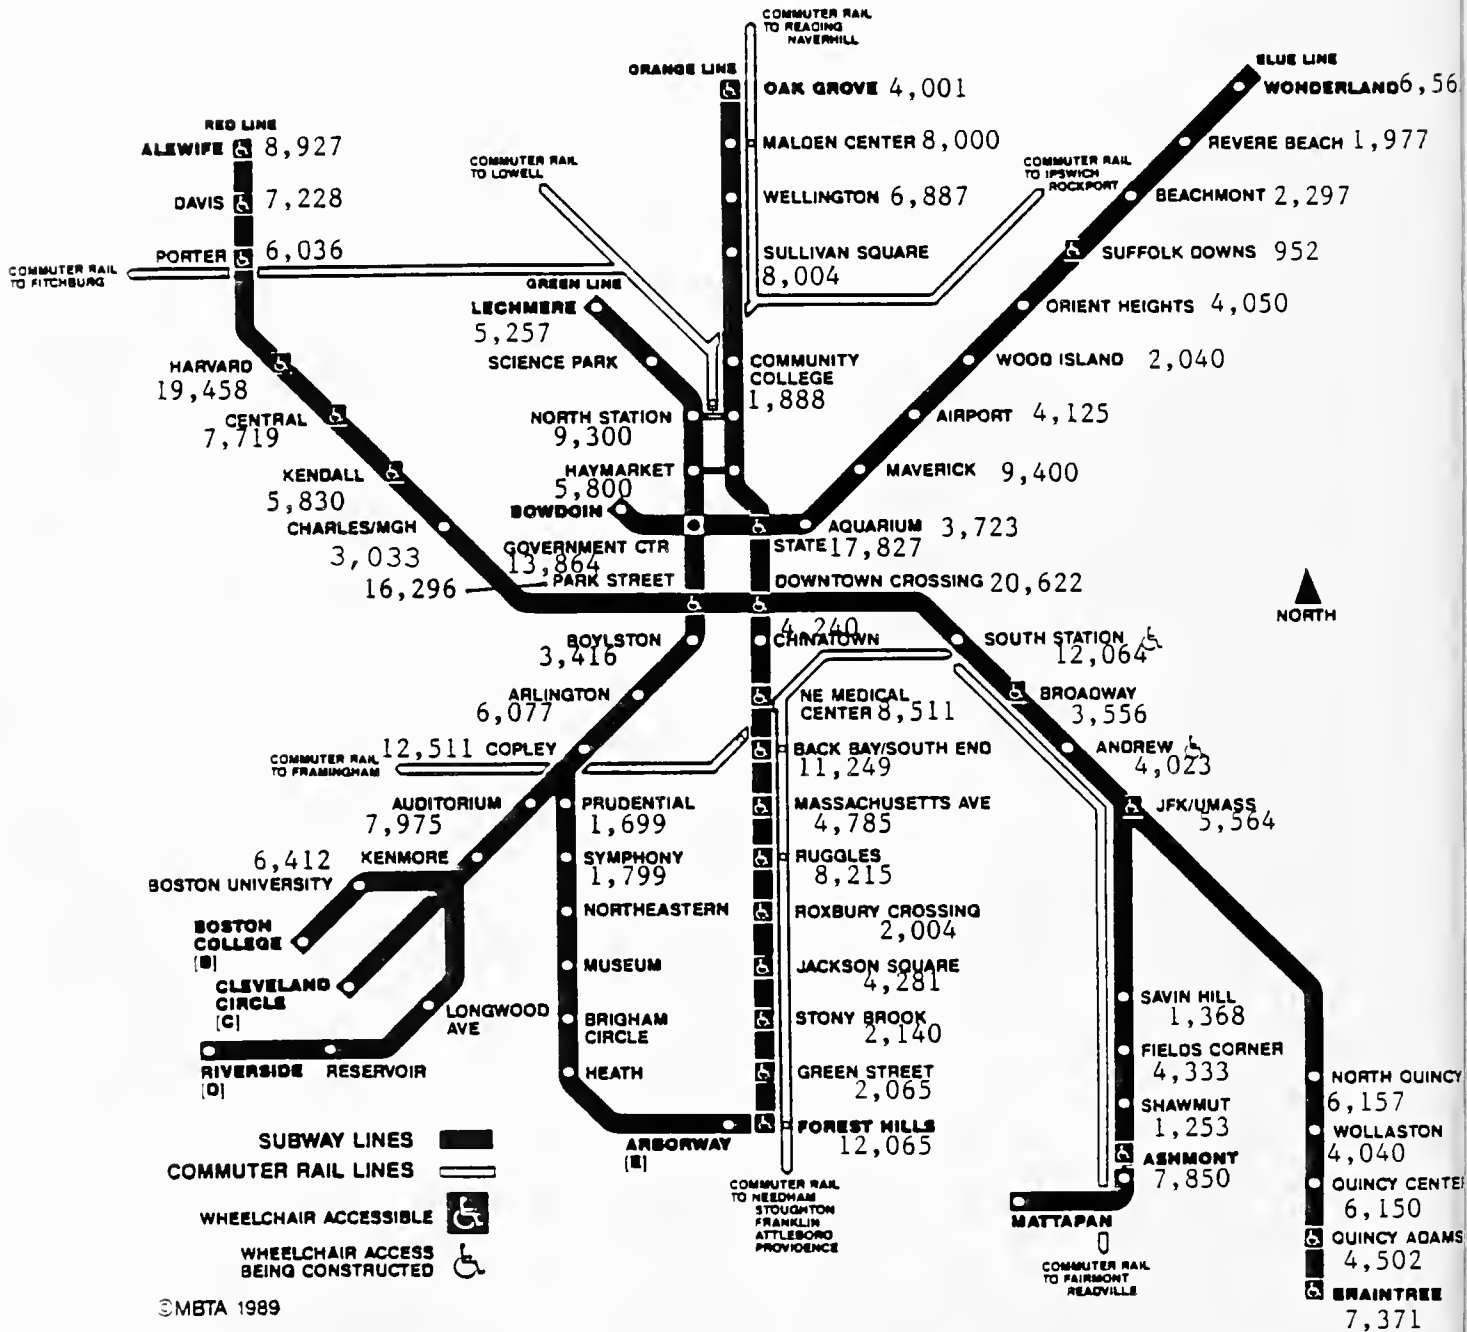 COMMUTER RAIL
TO READING
HAVERHILL
ORANGE LINE
OAK GROVE 4,001
MALDEN CENTER 8,000
WELLINGTON 6,887
SULLIVAN SQUARE
8,004
COMMUNITY
COLLEGE
1,888
BLUE LINE
WONDERLAND 6,56
REVERE BEACH 1,977
BEACHMONT 2,297
SUFFOLK DOWNS 952
ORIENT HEIGHTS 4,050
WOOD ISLAND 2,040
AIRPORT 4,125
MAVERICK 9,400
AQUARIUM 3,723
STATE 17,827
COMMUTER RAIL
TO IPSWICH
ROCKPORT
RED LINE
ALEWIFE 8,927
DAVIS 7,228
PORTER 6,036
COMMUTER RAIL
TO FITCHBURG
COMMUTER RAIL
TO LOWELL
HARVARD
19,458
CENTRAL
7,719
KENDALL
5,830
CHARLES/MGH
3,033
GREEN LINE
LECHMERE
5,257
SCIENCE PARK
NORTH STATION
9,300
HAYMARKET
5,800
BOWDOIN
GOVERNMENT CTR
13,864
16,296 PARK STREET
DOWNTOWN CROSSING 20,622
NORTH
BOYLSTON
3,416
ARLINGTON
6,077
12,511 COPLEY
COMMUTER RAIL
TO FRAMINGHAM
AUDITORIUM
7,975
6,412 KENMORE
BOSTON UNIVERSITY
BOSTON
COLLEGE
[B]
CLEVELAND
CIRCLE
[C]
LONGWOOD
AVE
RIVERSIDE
[D]
RESERVOIR
PRUDENTIAL
1,699
SYMPHONY
1,799
NORTHEASTERN
MUSEUM
BRIGHAM
CIRCLE
HEATH
ARBORWAY
[E]
4,240
CHINATOWN
NE MEDICAL
CENTER 8,511
BACK BAY/SOUTH END
11,249
MASSACHUSETTS AVE
4,785
RUGGLES
8,215
ROXBURY CROSSING
2,004
JACKSON SQUARE
4,281
STONY BROOK
2,140
GREEN STREET
2,065
FOREST HILLS
12,065
COMMUTER RAIL
TO NEEDHAM
STOUGHTON
FRANKLIN
ATTLEBORO
PROVIDENCE
SOUTH STATION
12,064
BROADWAY
3,556
ANDREW
4,023
JFK/UMASS
5,564
SAVIN HILL
1,368
FIELDS CORNER
4,333
SHAWMUT
1,253
ASHMONT
7,850
MATTAPAN
COMMUTER RAIL
TO FAIRMONT
READVILLE
NORTH QUINCY
6,157
WOLLASTON
4,040
QUINCY CENTE
6,150
QUINCY ADAMS
4,502
BRAINTREE
7,371
SUBWAY LINES
COMMUTER RAIL LINES
WHEELCHAIR ACCESSIBLE
WHEELCHAIR ACCESS
BEING CONSTRUCTED
©MBTA 1989